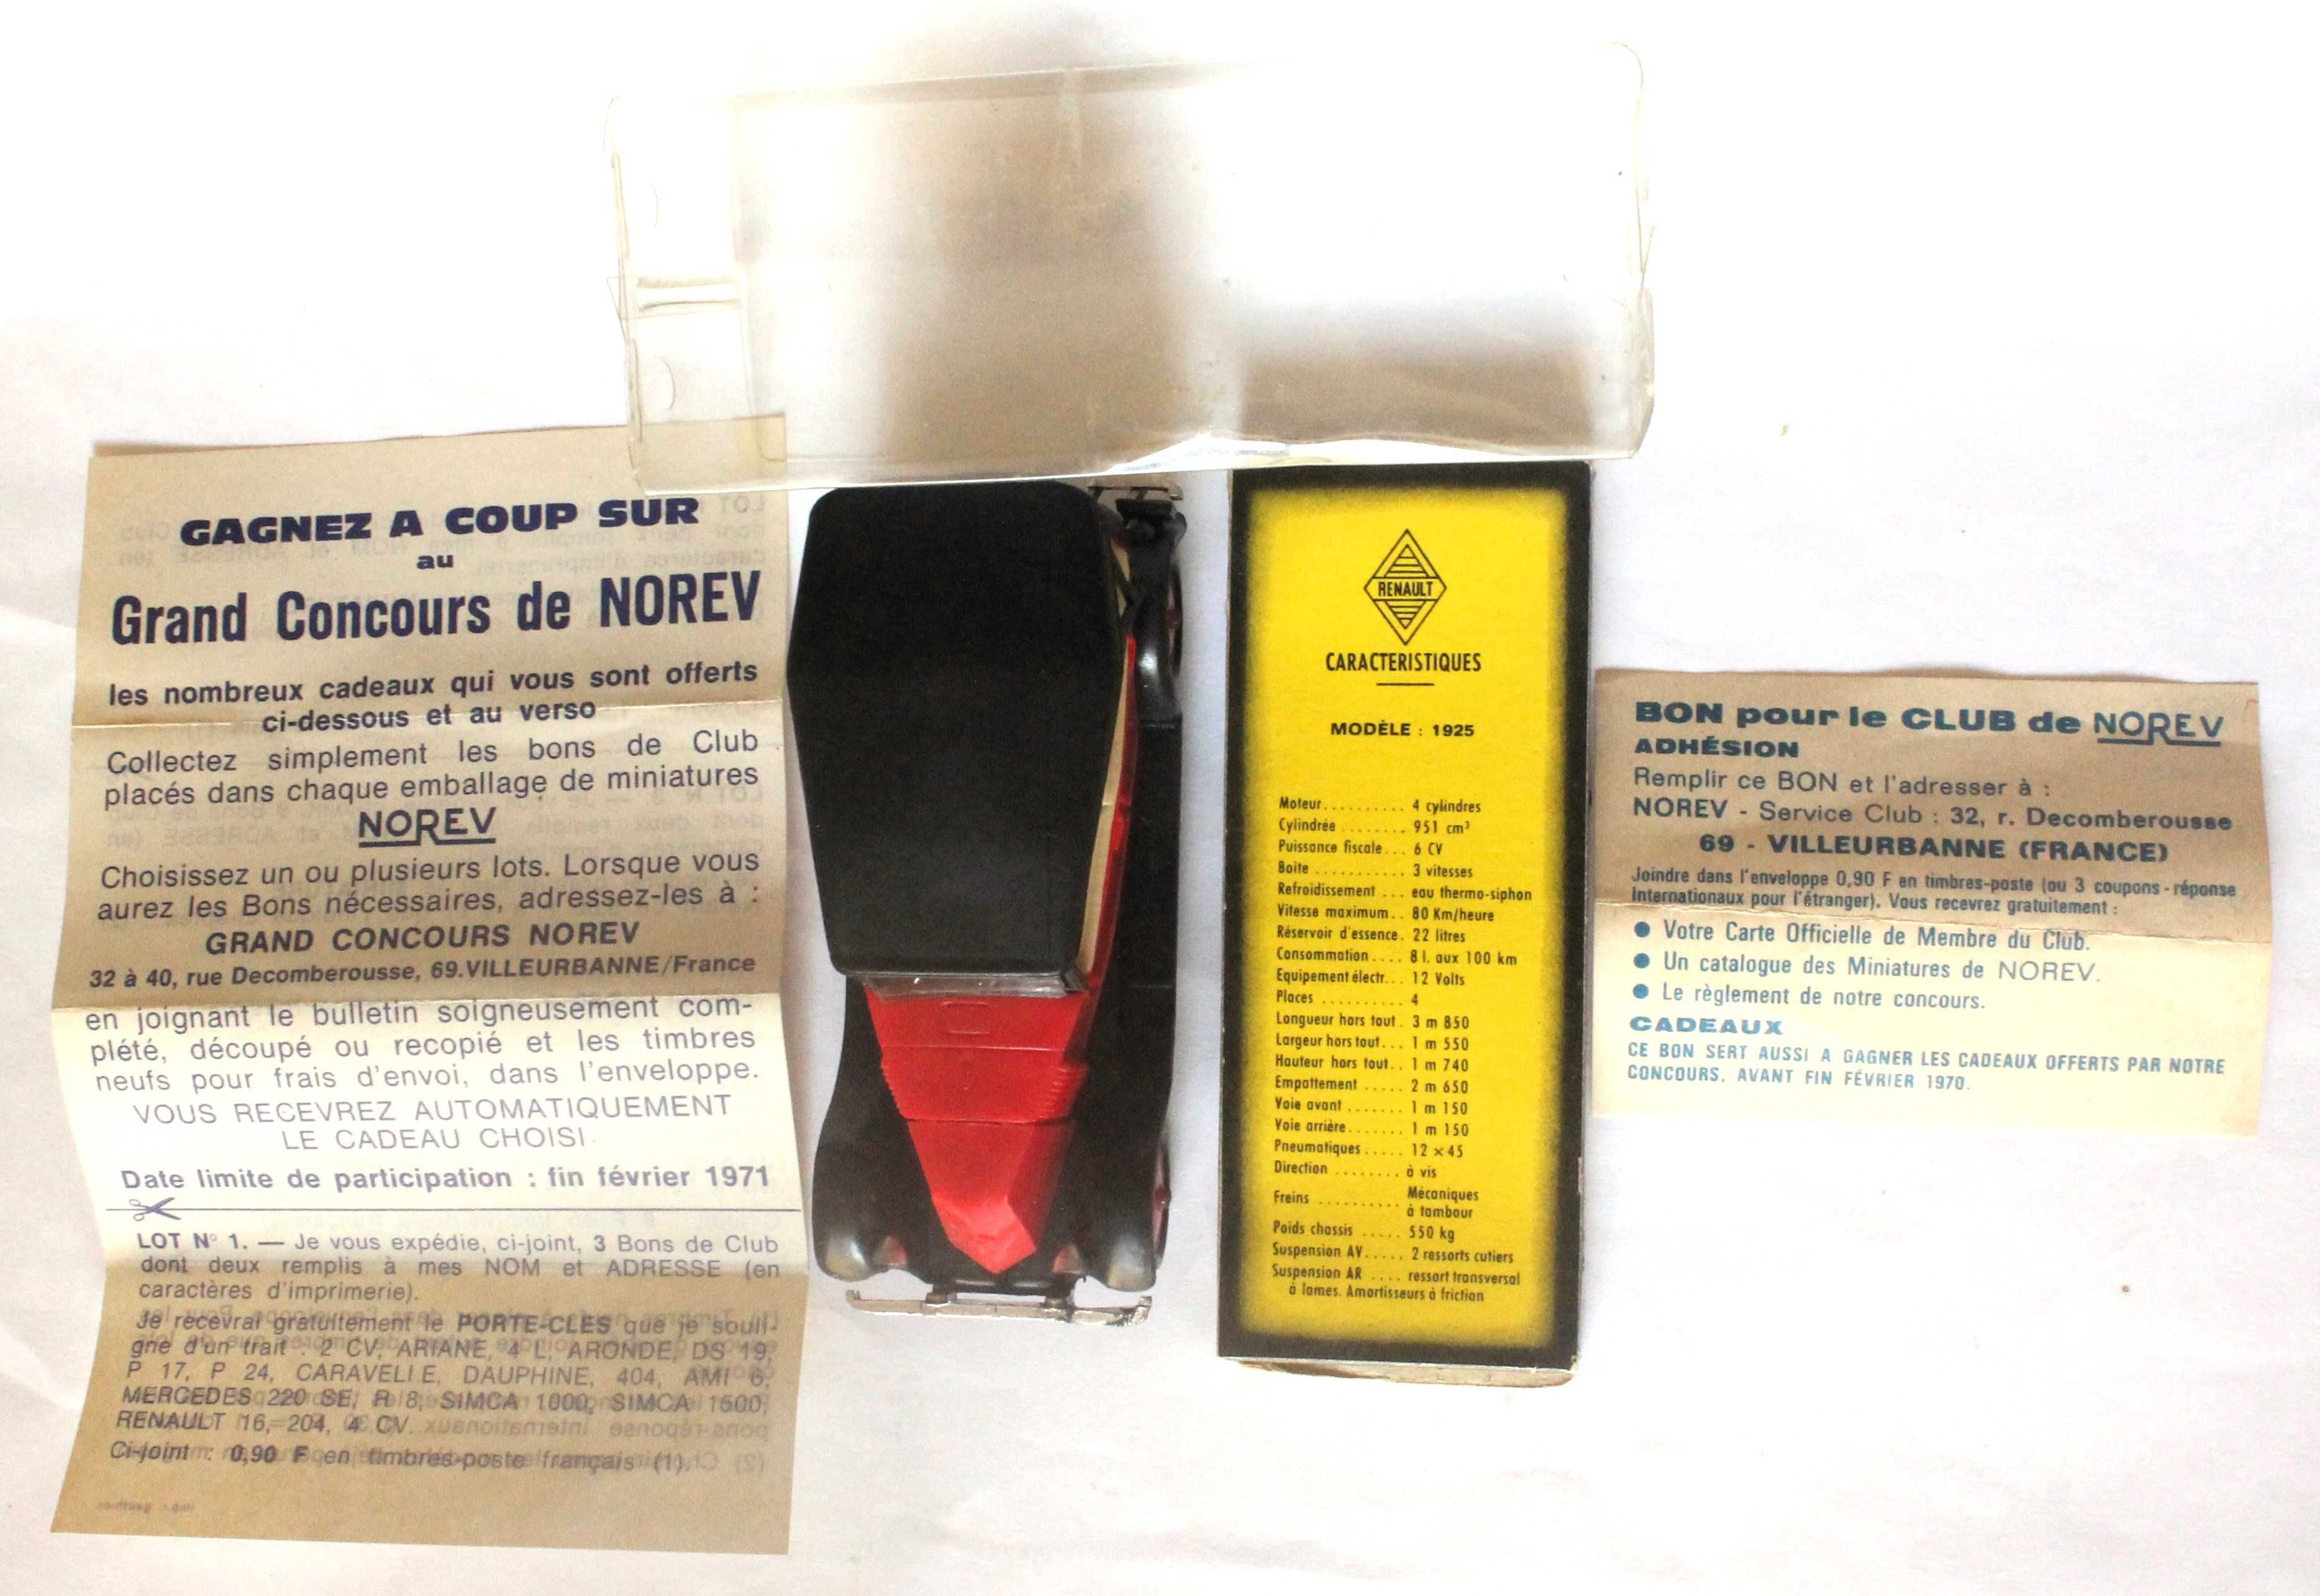 GAGNEZ A COUP SUR
au
Grand Concours de NOREV
les nombreux cadeaux qui vous sont offerts
ci-dessous et au verso
Collectez simplement les bons de Club
placés dans chaque emballage de miniatures
NOREV
Choisissez un ou plusieurs lots. Lorsque vous
aurez les Bons nécessaires, adressez-les à :
GRAND CONCOURS NOREV
32 à 40, rue Decomberousse, 69.VILLEURBANNE/France
en joignant le bulletin soigneusement com-
plété, découpé ou recopié et les timbres
neufs pour frais d'envoi, dans l'enveloppe.
VOUS RECEVREZ AUTOMATIQUEMENT
LE CADEAU CHOISI
Date limite de participation : fin février 1971
LOT N° 1. — Je vous expédie, ci-joint, 3 Bons de Club
dont deux remplis à mes NOM et ADRESSE (en
caractères d'imprimerie).
Je recevrai gratuitement le PORTE-CLES que je souli-
gne d'un trait : 2 CV, ARIANE, 4 L, ARONDE, DS 19,
P 17, P 24, CARAVELLE, DAUPHINE, 404, AMI 6,
MERCEDES 220 SE, R 8, SIMCA 1000, SIMCA 1500,
RENAULT 16, 204, 4 CV.
Ci-joint : 0,90 F en timbres-poste français (1).
RENAULT
CARACTERISTIQUES
MODÈLE : 1925
Moteur.......... 4 cylindres
Cylindrée ........ 951 cm³
Puissance fiscale... 6 CV
Boite ........... 3 vitesses
Refroidissement ... eau thermo-siphon
Vitesse maximum.. 80 Km/heure
Réservoir d'essence. 22 litres
Consommation.... 8 l. aux 100 km
Equipement électr... 12 Volts
Places .......... 4
Longueur hors tout . 3 m 850
Largeur hors tout... 1 m 550
Hauteur hors tout.. 1 m 740
Empattement ..... 2 m 650
Voie avant ....... 1 m 150
Voie arrière....... 1 m 150
Pneumatiques ..... 12 × 45
Direction ........ à vis
Freins .......... Mécaniques
à tambour
Poids chassis ..... 550 kg
Suspension AV..... 2 ressorts cutiers
Suspension AR .... ressort transversal
à lames. Amortisseurs à friction
BON pour le CLUB de NOREV
ADHÉSION
Remplir ce BON et l'adresser à :
NOREV - Service Club : 32, r. Decomberousse
69 - VILLEURBANNE (FRANCE)
Joindre dans l'enveloppe 0,90 F en timbres-poste (ou 3 coupons-réponse
internationaux pour l'étranger). Vous recevrez gratuitement :
● Votre Carte Officielle de Membre du Club.
● Un catalogue des Miniatures de NOREV.
● Le règlement de notre concours.
CADEAUX
CE BON SERT AUSSI A GAGNER LES CADEAUX OFFERTS PAR NOTRE
CONCOURS, AVANT FIN FÉVRIER 1970.